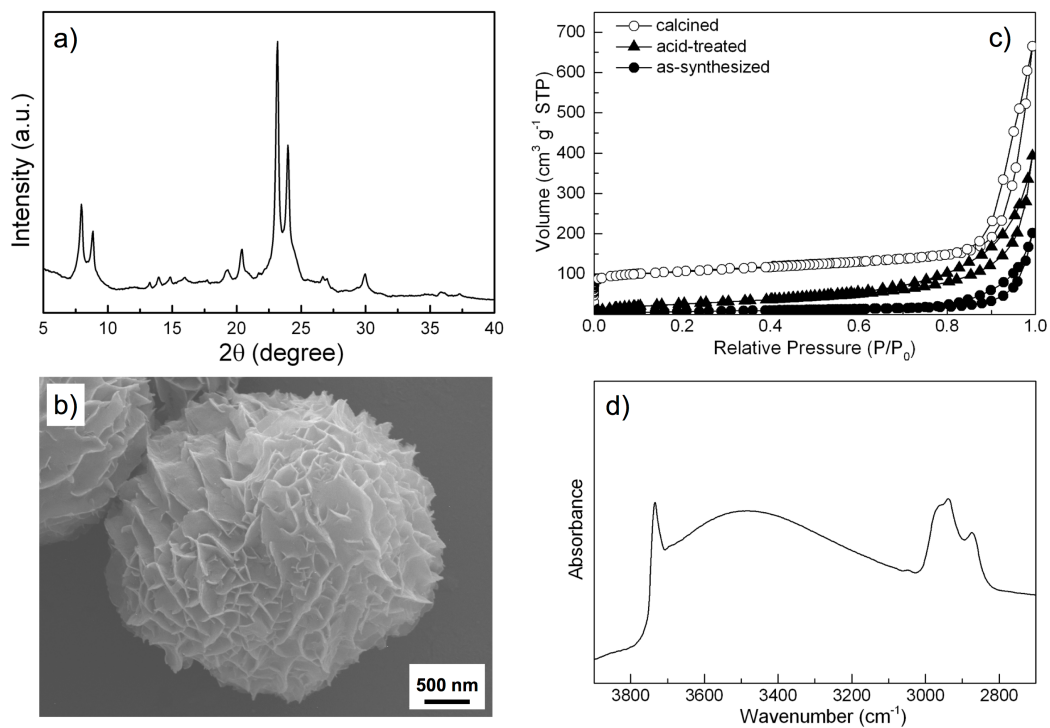 a)
Intensity (a.u.)
5 10 15 20 25 30 35 40
2θ (degree)
c)
calcined
acid-treated
as-synthesized
Volume (cm³ g⁻¹ STP)
700
600
500
400
300
200
100
0.0 0.2 0.4 0.6 0.8 1.0
Relative Pressure (P/P₀)
b)
500 nm
d)
Absorbance
3800 3600 3400 3200 3000 2800
Wavenumber (cm⁻¹)